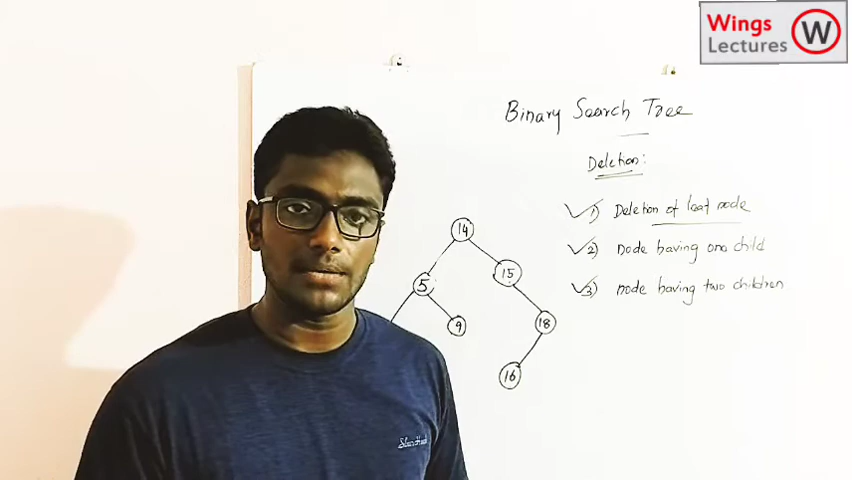 Wings
Lectures
W
Binary Search Tree
Deletion:
1) Deletion of leaf node
2) node having one child
3) node having two children
14
5
15
9
18
16